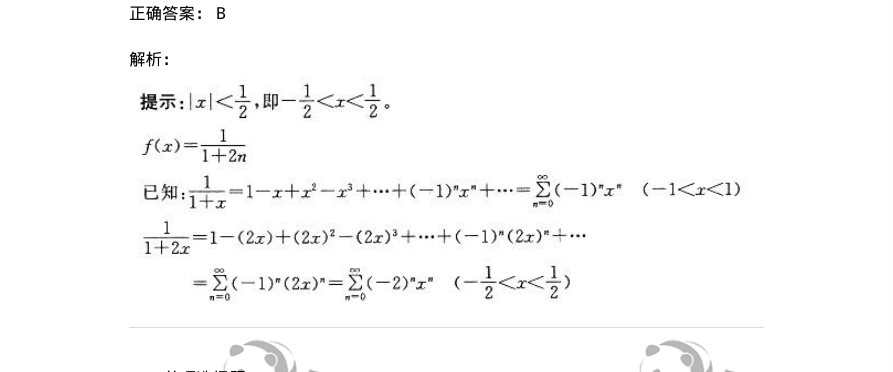 正确答案： B
解析：
提示:|x|<1/2,即-1/2<x<1/2。
f(x)=1/(1+2n)
已知:1/(1+x)=1-x+x²-x³+…+(-1)ⁿxⁿ+…=∑_{n=0}^{∞}(-1)ⁿxⁿ (-1<x<1)
1/(1+2x)=1-(2x)+(2x)²-(2x)³+…+(-1)ⁿ(2x)ⁿ+…
=∑_{n=0}^{∞}(-1)ⁿ(2x)ⁿ=∑_{n=0}^{∞}(-2)ⁿxⁿ (-1/2<x<1/2)